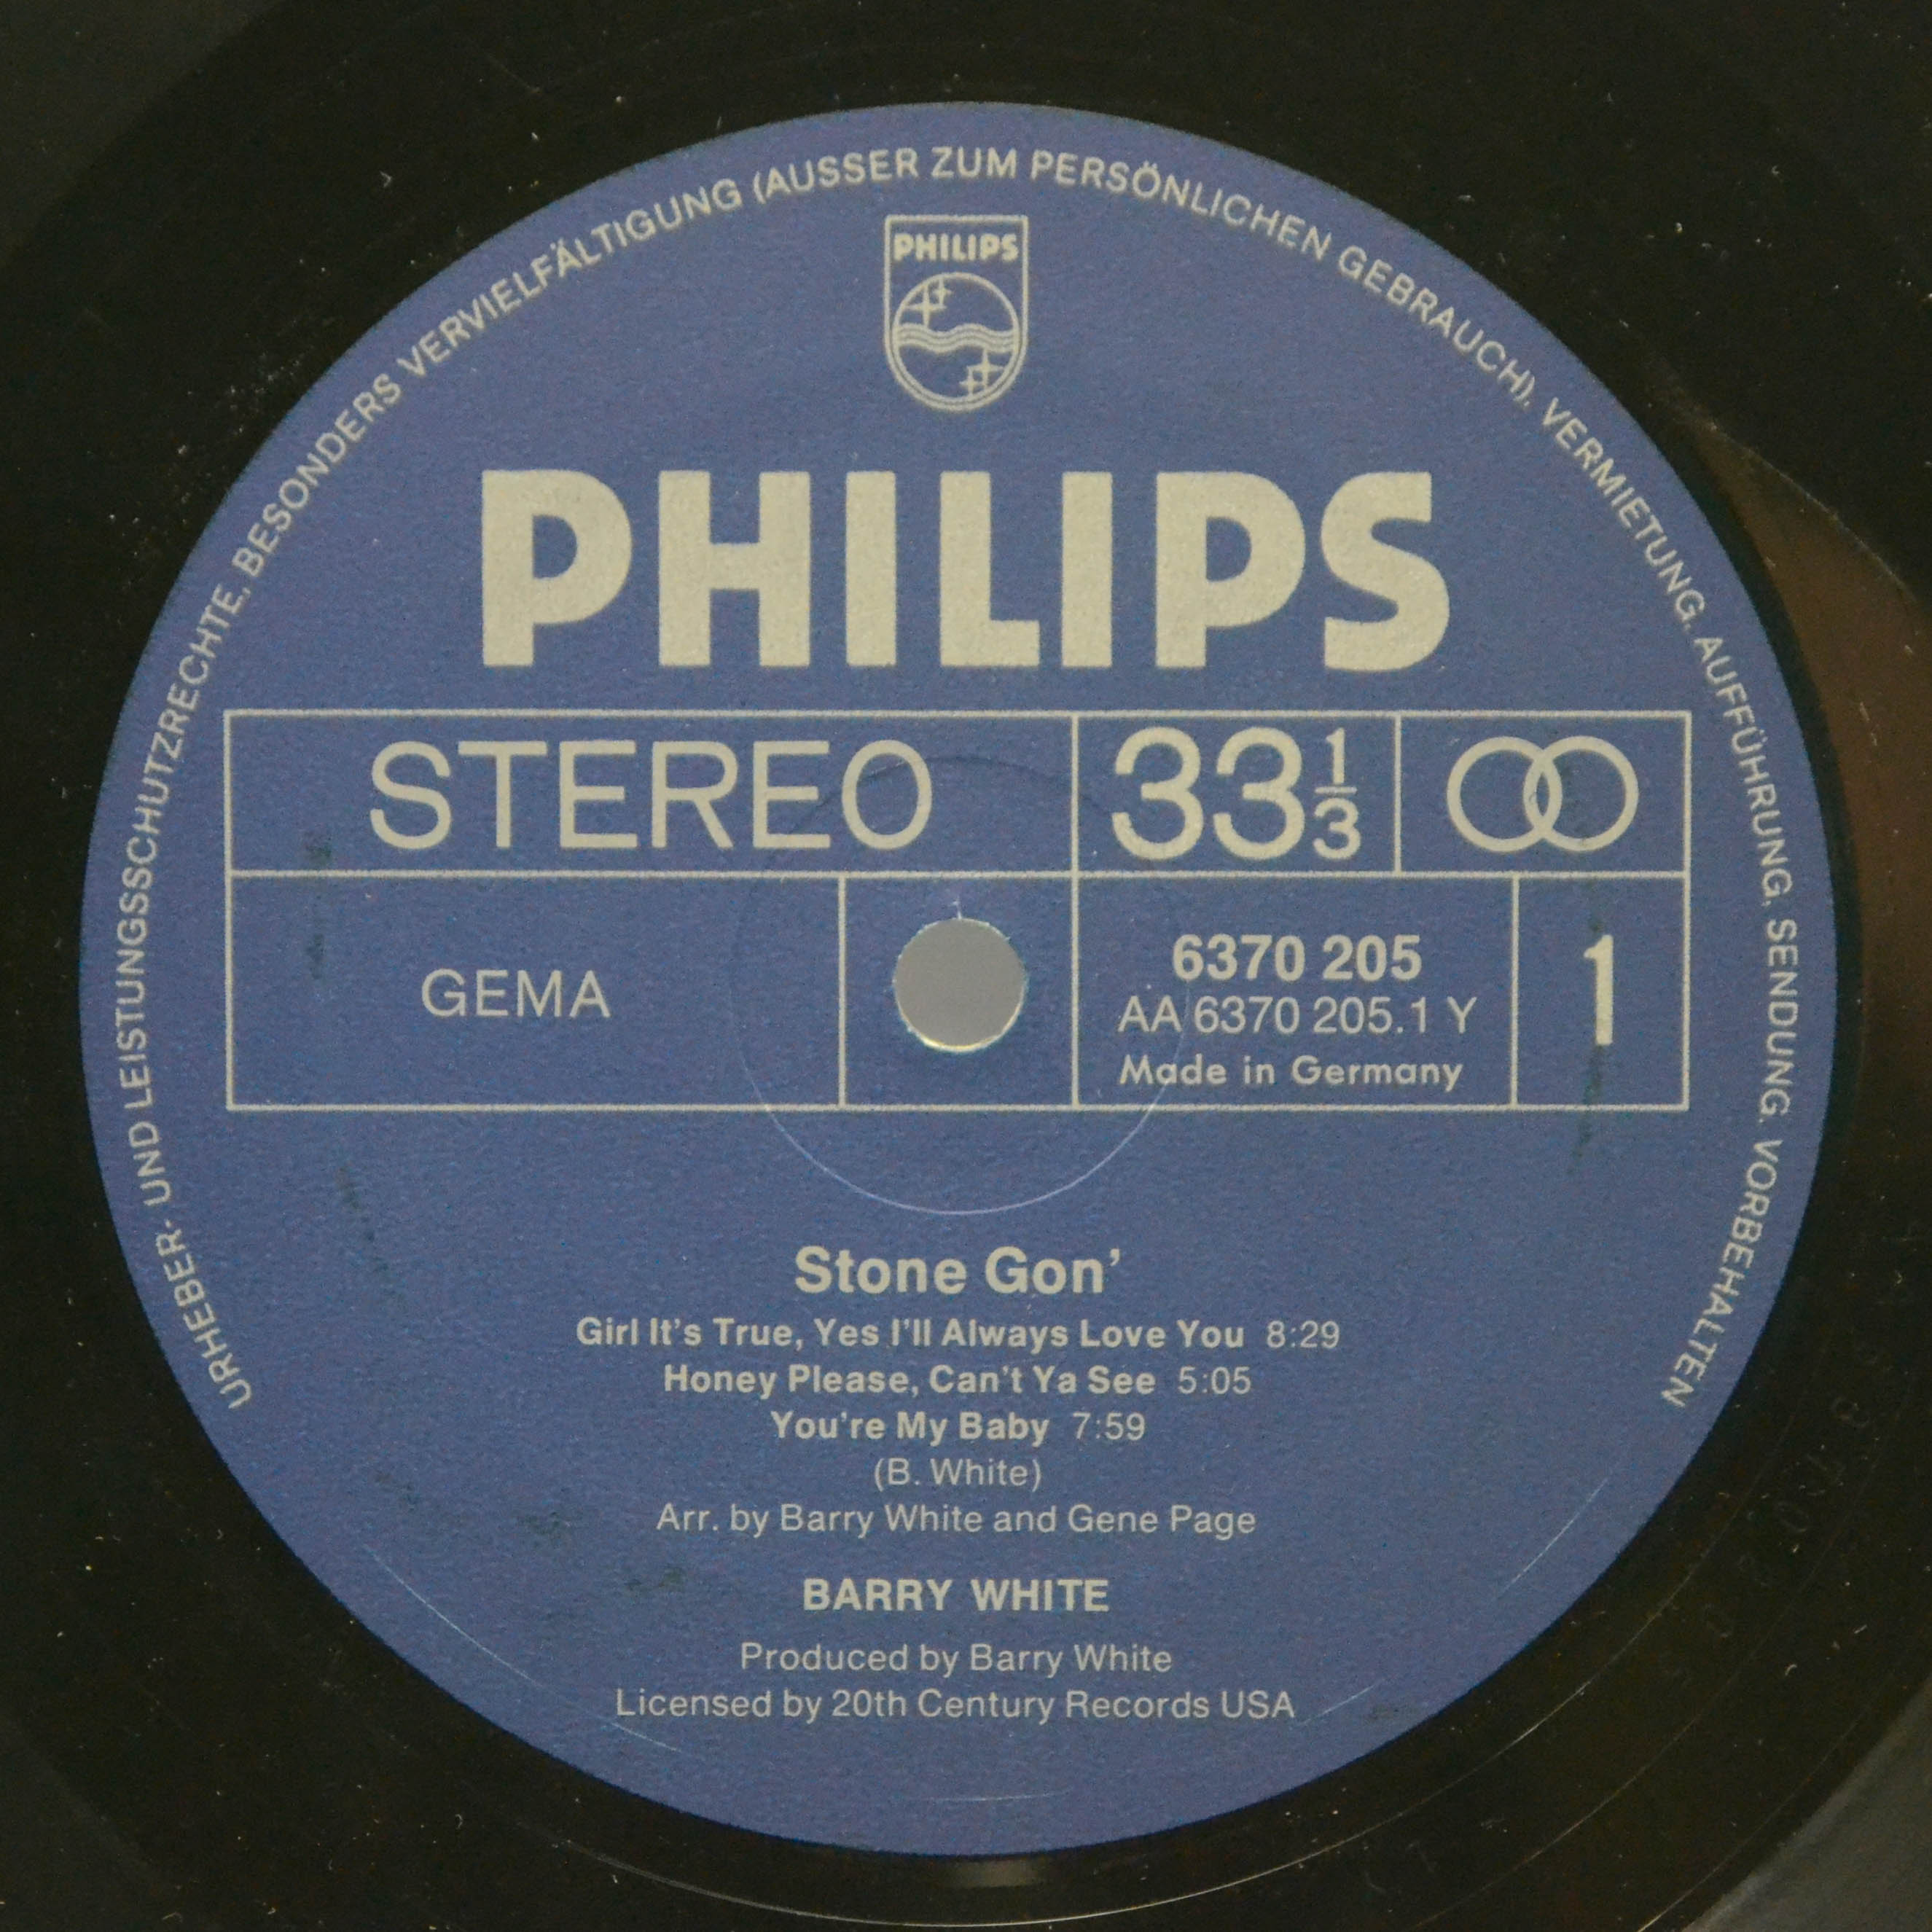 URHEBER- UND LEISTUNGSSCHUTZRECHTE, BESONDERS VERVIELFÄLTIGUNG (AUSSER ZUM PERSÖNLICHEN GEBRAUCH), VERMIETUNG, AUFFÜHRUNG, SENDUNG, VORBEHALTEN
PHILIPS
PHILIPS
STEREO 33 1/3
GEMA
6370 205
AA 6370 205.1 Y
Made in Germany
1
Stone Gon’
Girl It’s True, Yes I’ll Always Love You 8:29
Honey Please, Can’t Ya See 5:05
You’re My Baby 7:59
(B. White)
Arr. by Barry White and Gene Page
BARRY WHITE
Produced by Barry White
Licensed by 20th Century Records USA